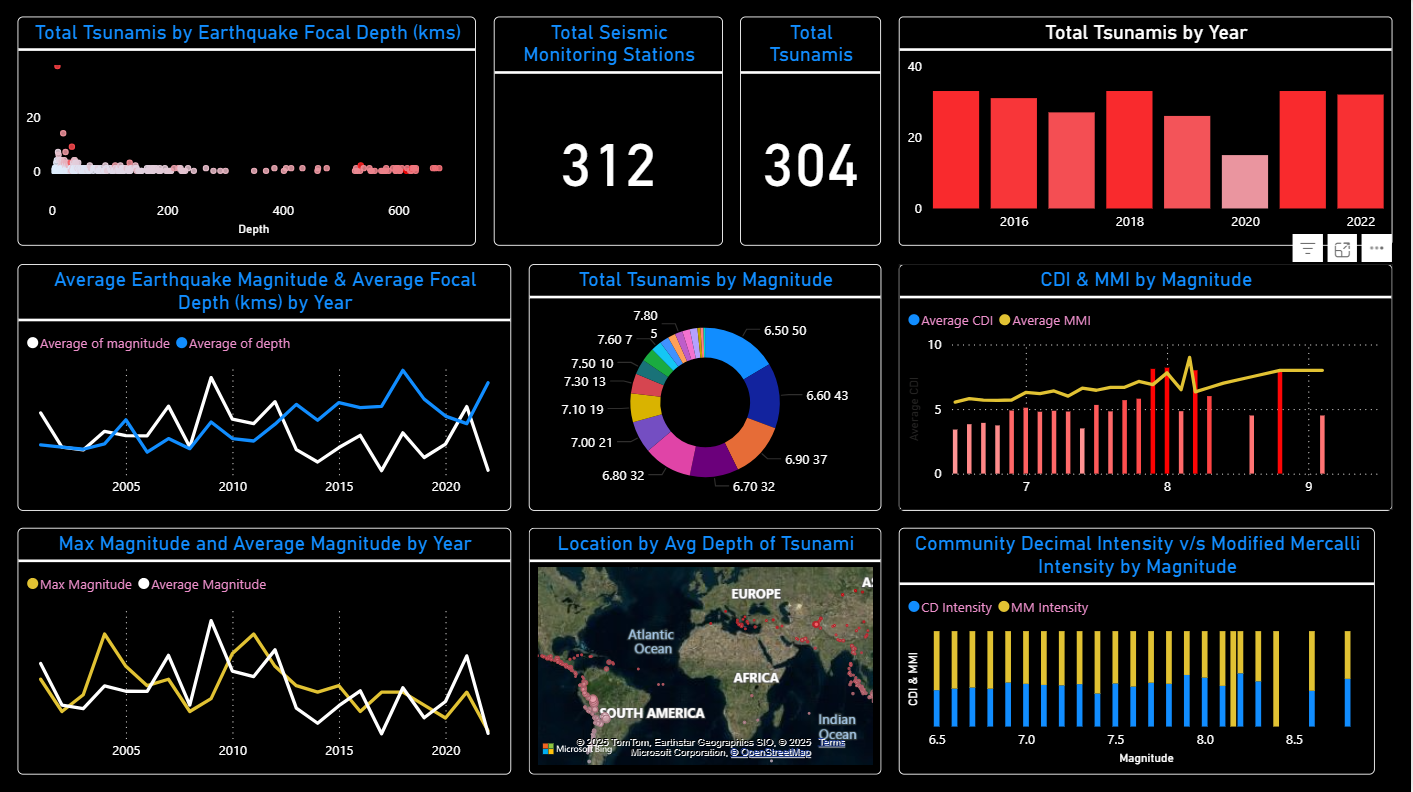 Total Tsunamis by Earthquake Focal Depth (kms)
20
0
0
200
400
600
Depth
Total Seismic
Monitoring Stations
312
Total
Tsunamis
304
Total Tsunamis by Year
40
20
0
2016
2018
2020
2022
Average Earthquake Magnitude & Average Focal
Depth (kms) by Year
Average of magnitude
Average of depth
2005
2010
2015
2020
Total Tsunamis by Magnitude
6.50 50
6.60 43
6.90 37
6.70 32
6.80 32
7.00 21
7.10 19
7.30 13
7.50 10
7.60 7
7.80
5
CDI & MMI by Magnitude
Average CDI
Average MMI
Average CDI
10
5
0
7
8
9
Max Magnitude and Average Magnitude by Year
Max Magnitude
Average Magnitude
2005
2010
2015
2020
Location by Avg Depth of Tsunami
EUROPE
AS
Atlantic
Ocean
AFRICA
SOUTH AMERICA
Indian
Ocean
Microsoft Bing
© 2025 TomTom, Earthstar Geographics SIO, © 2025
Microsoft Corporation, © OpenStreetMap
Terms
Community Decimal Intensity v/s Modified Mercalli
Intensity by Magnitude
CD Intensity
MM Intensity
CDI & MMI
6.5
7.0
7.5
8.0
8.5
Magnitude